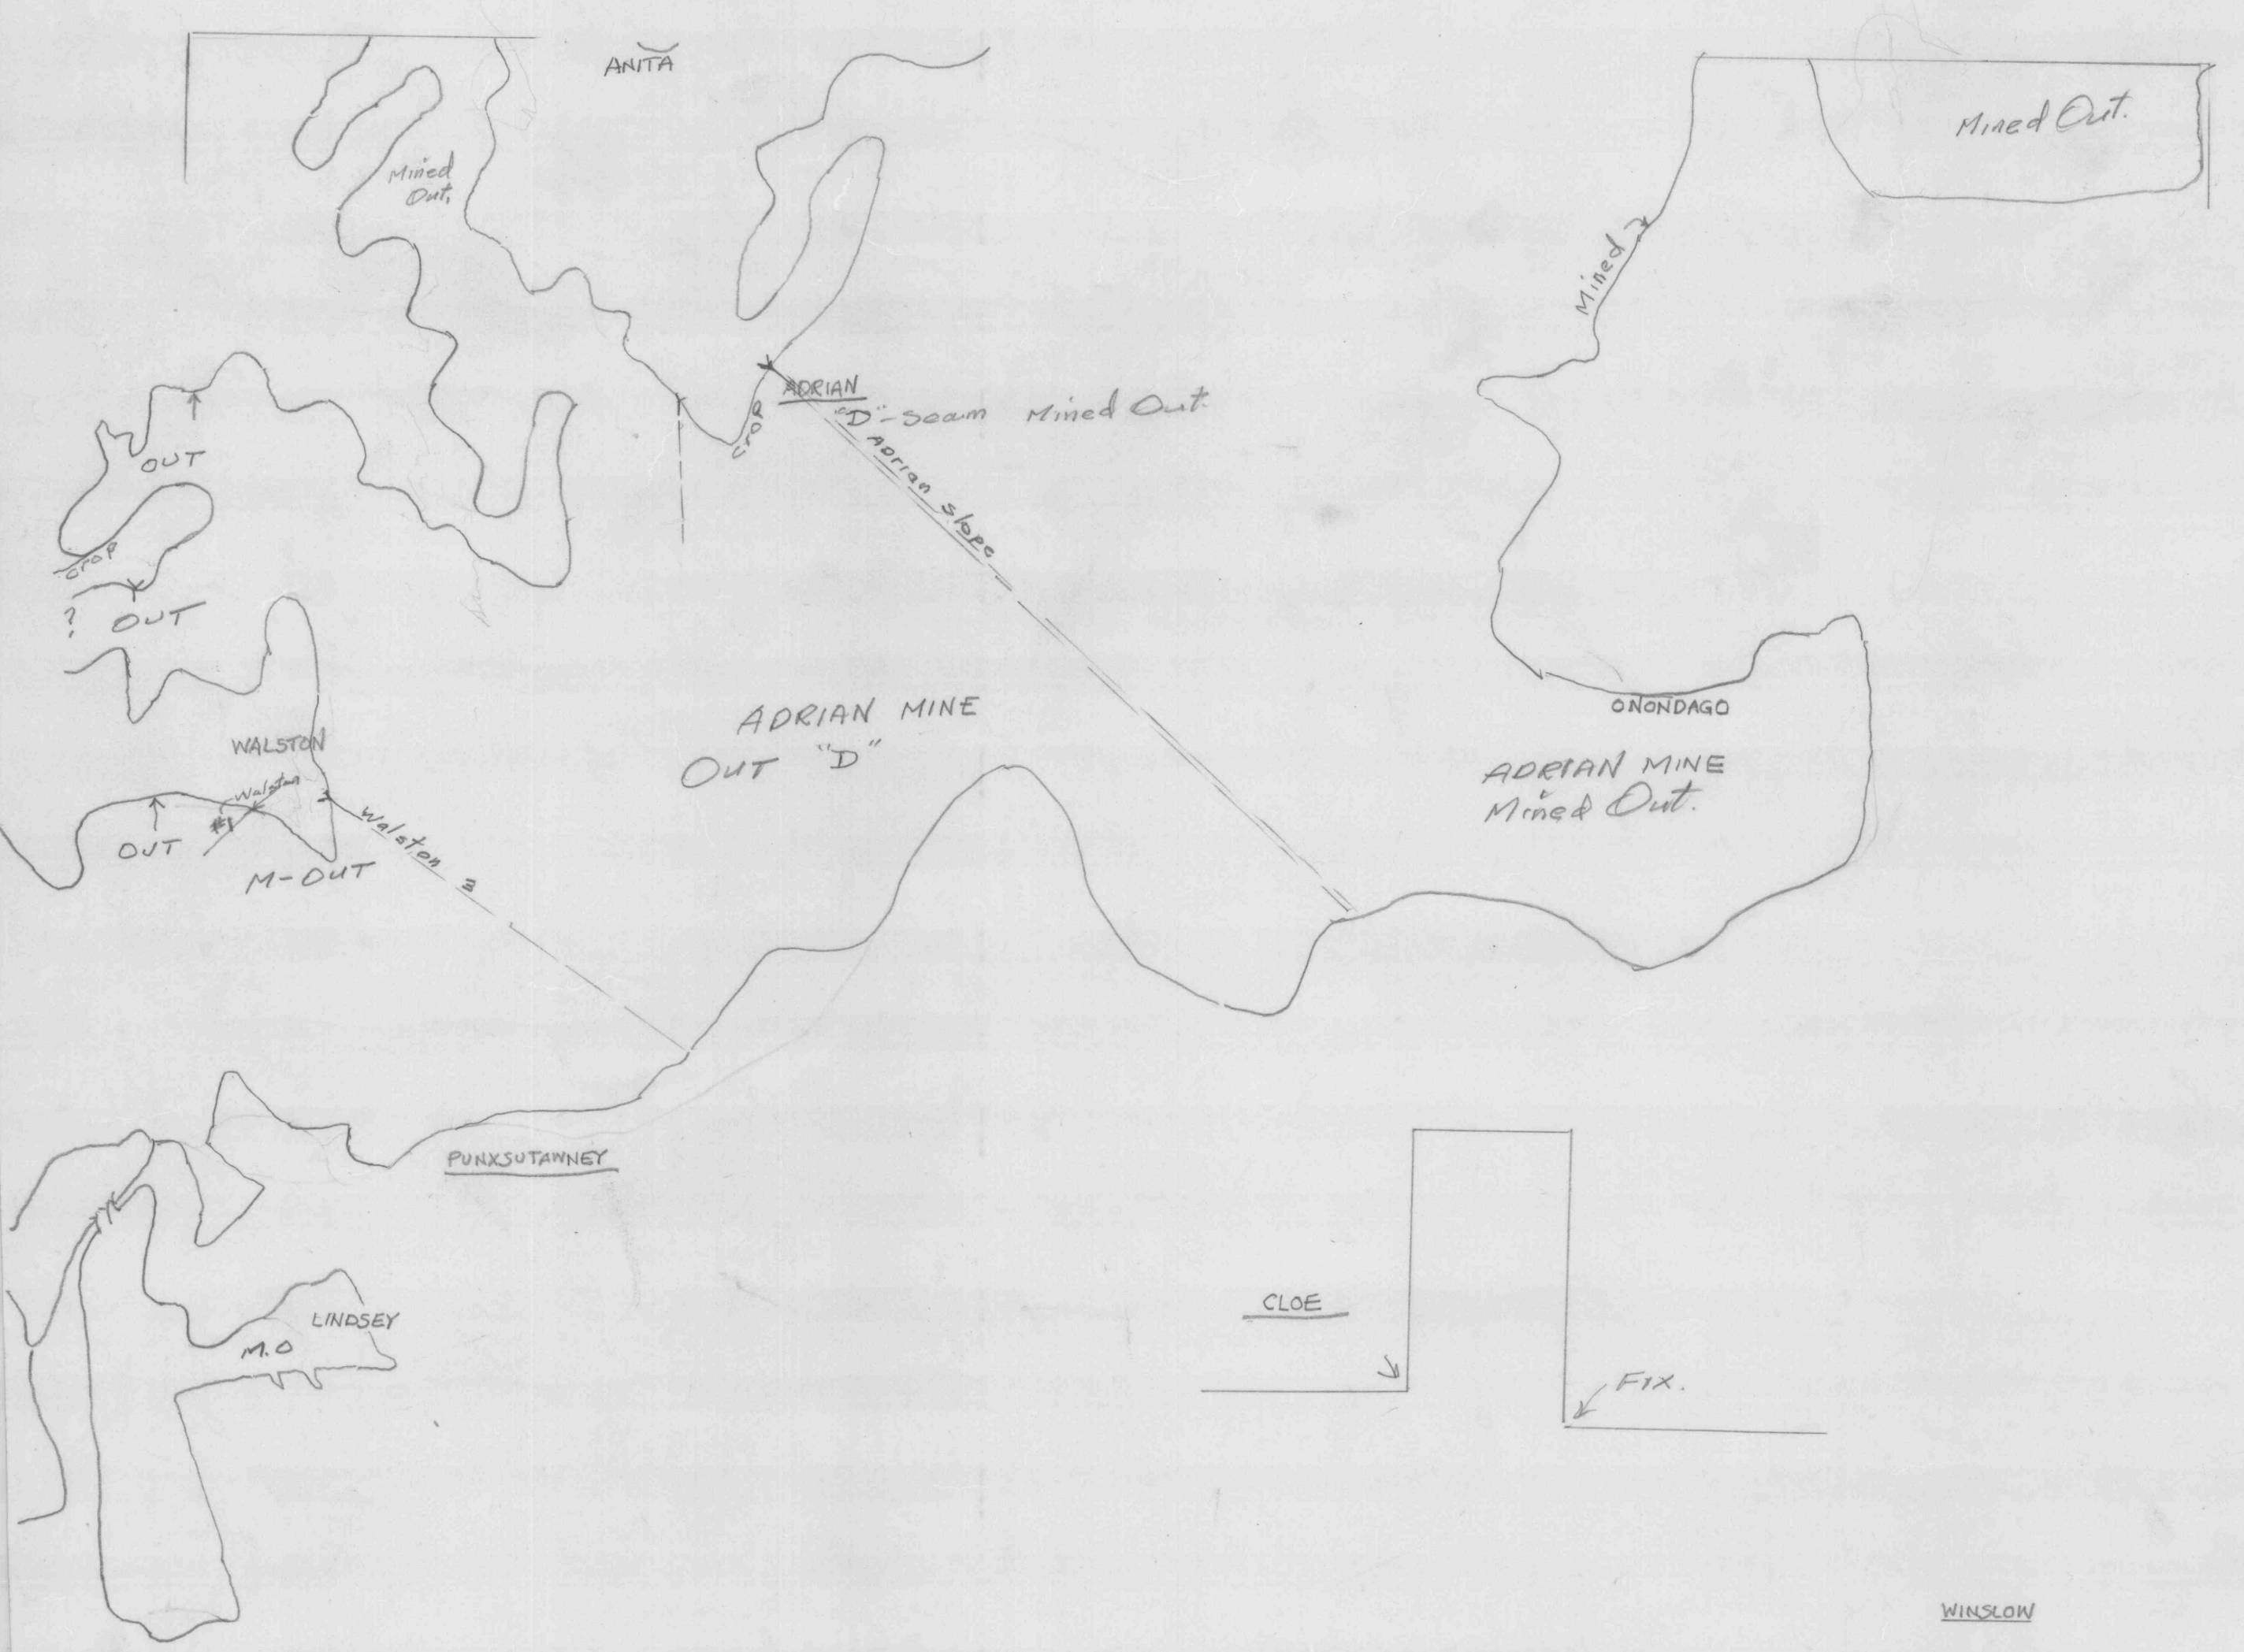 ANITA
Mined Out.
Mined
Out.
Mined
ADRIAN
"D"-Seam Mined Out.
crop
Adrian Slope
OUT
crop
?
OUT
ONONDAGO
ADRIAN MINE
OUT "D"
WALSTON
Walston
#1
Walston 3
ADRIAN MINE
Mined Out.
OUT
M-OUT
PUNXSUTAWNEY
CLOE
LINDSEY
M.O
FIX.
WINSLOW